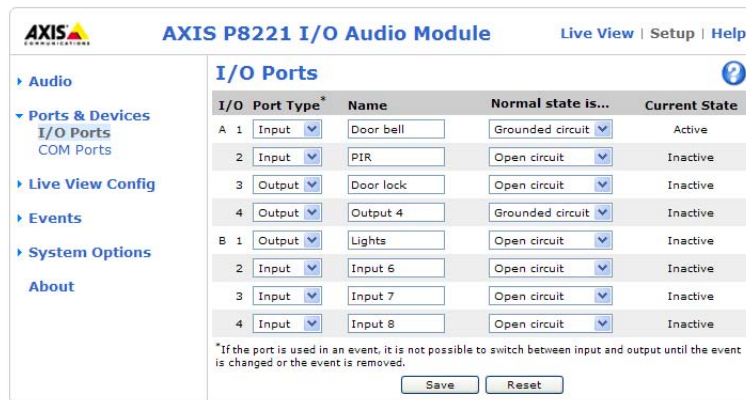 AXIS
COMMUNICATIONS
AXIS P8221 I/O Audio Module
Live View | Setup | Help
Audio
Ports & Devices
I/O Ports
COM Ports
Live View Config
Events
System Options
About
I/O Ports
?
I/O Port Type* Name Normal state is... Current State
A 1 Input Door bell Grounded circuit Active
2 Input PIR Open circuit Inactive
3 Output Door lock Open circuit Inactive
4 Output Output 4 Grounded circuit Inactive
B 1 Output Lights Open circuit Inactive
2 Input Input 6 Open circuit Inactive
3 Input Input 7 Open circuit Inactive
4 Input Input 8 Open circuit Inactive
*If the port is used in an event, it is not possible to switch between input and output until the event
is changed or the event is removed.
Save Reset